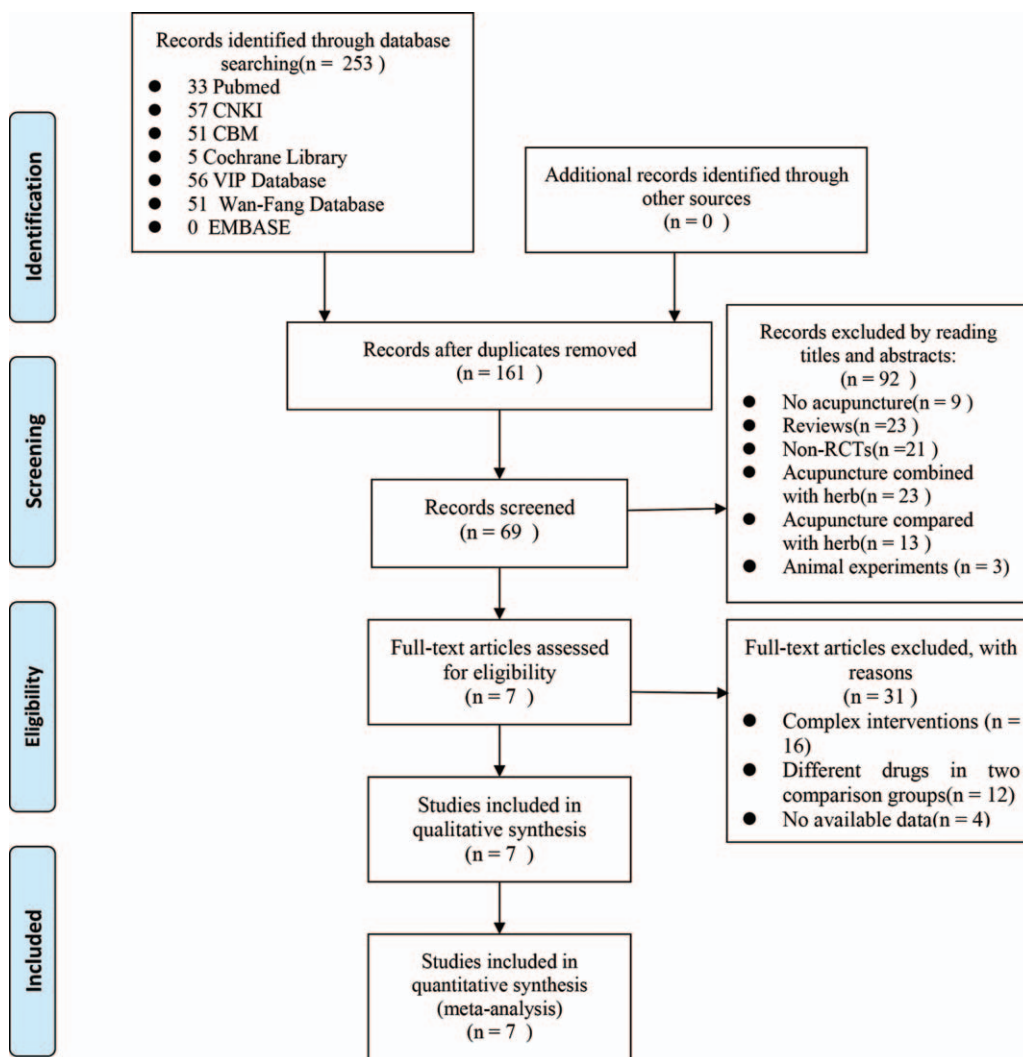 Records identified through database
searching(n = 253 )
● 33 Pubmed
● 57 CNKI
● 51 CBM
● 5 Cochrane Library
● 56 VIP Database
● 51 Wan-Fang Database
● 0 EMBASE
Additional records identified through
other sources
(n = 0 )
Identification
Records after duplicates removed
(n = 161 )
Records excluded by reading
titles and abstracts:
(n = 92 )
● No acupuncture(n = 9 )
● Reviews(n =23 )
● Non-RCTs(n =21 )
● Acupuncture combined
with herb(n = 23 )
● Acupuncture compared
with herb(n = 13 )
● Animal experiments (n = 3)
Screening
Records screened
(n = 69 )
Full-text articles assessed
for eligibility
(n = 7 )
Full-text articles excluded, with
reasons
(n = 31 )
● Complex interventions (n =
16)
● Different drugs in two
comparison groups(n = 12)
● No available data(n = 4)
Eligibility
Studies included in
qualitative synthesis
(n = 7 )
Included
Studies included in
quantitative synthesis
(meta-analysis)
(n = 7 )